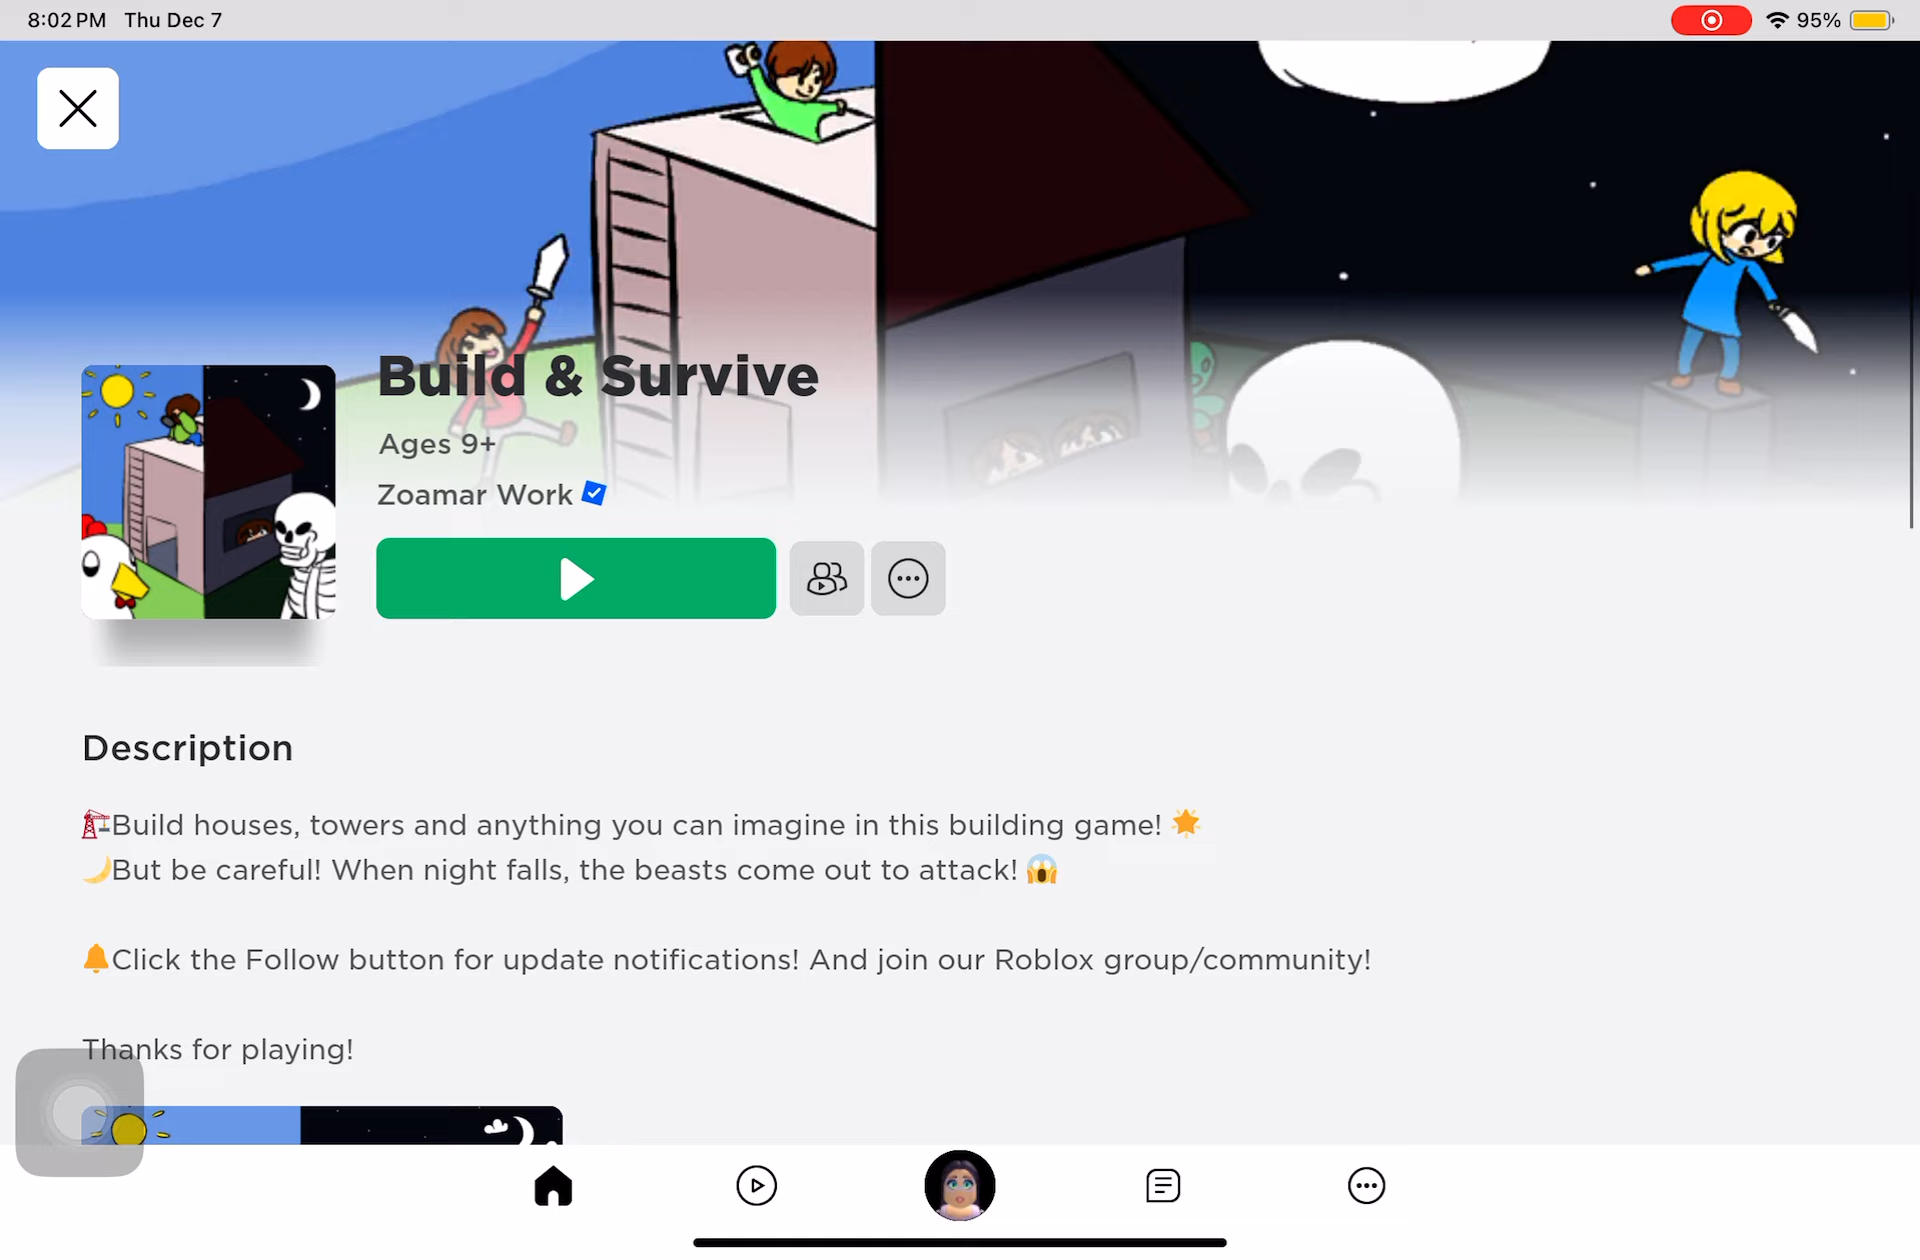 8:02 PM Thu Dec 7
95%
Build & Survive
Ages 9+
Zoamar Work
Description
🏗️Build houses, towers and anything you can imagine in this building game! 🌟
🌙But be careful! When night falls, the beasts come out to attack! 😱
🔔Click the Follow button for update notifications! And join our Roblox group/community!
Thanks for playing!